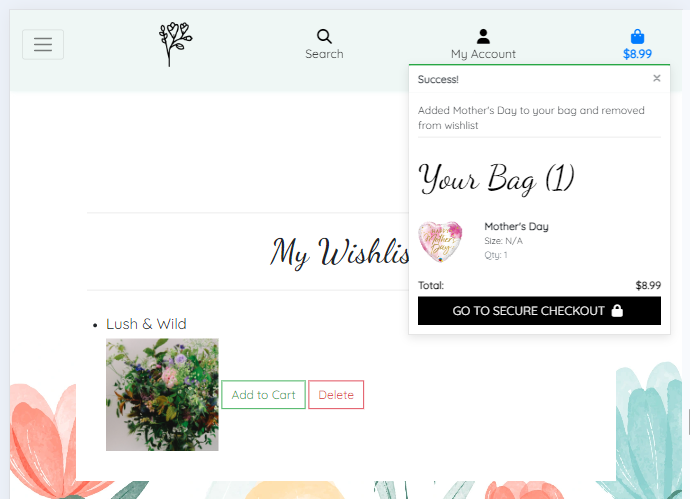 Search
My Account
$8.99
Success!
×
Added Mother's Day to your bag and removed
from wishlist
Your Bag (1)
Mother's Day
Size: N/A
Qty: 1
Total: $8.99
GO TO SECURE CHECKOUT
My Wishlis
• Lush & Wild
Add to Cart
Delete
Mother's
Day